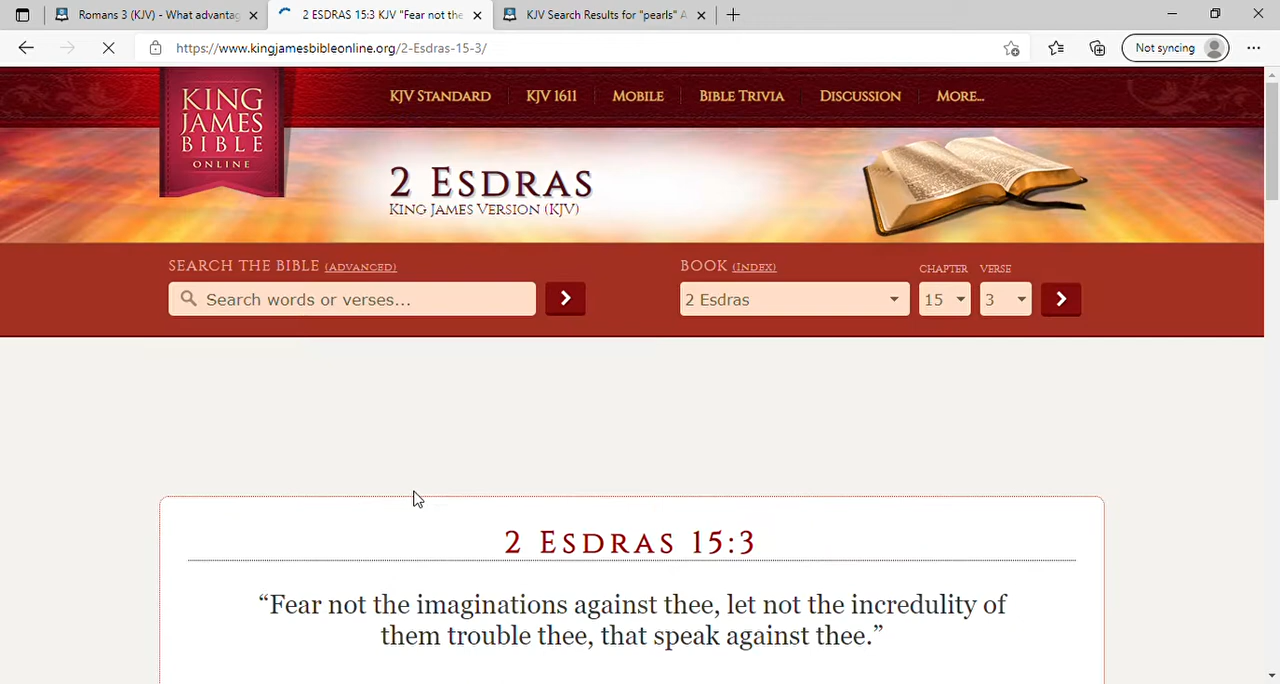 Romans 3 (KJV) - What advantag
2 ESDRAS 15:3 KJV "Fear not the
KJV Search Results for "pearls" A
https://www.kingjamesbibleonline.org/2-Esdras-15-3/
Not syncing
KING
JAMES
BIBLE
ONLINE
KJV STANDARD
KJV 1611
MOBILE
BIBLE TRIVIA
DISCUSSION
MORE...
2 ESDRAS
KING JAMES VERSION (KJV)
SEARCH THE BIBLE (ADVANCED)
BOOK (INDEX)
CHAPTER
VERSE
Search words or verses...
2 Esdras
15
3
2 ESDRAS 15:3
“Fear not the imaginations against thee, let not the incredulity of
them trouble thee, that speak against thee.”